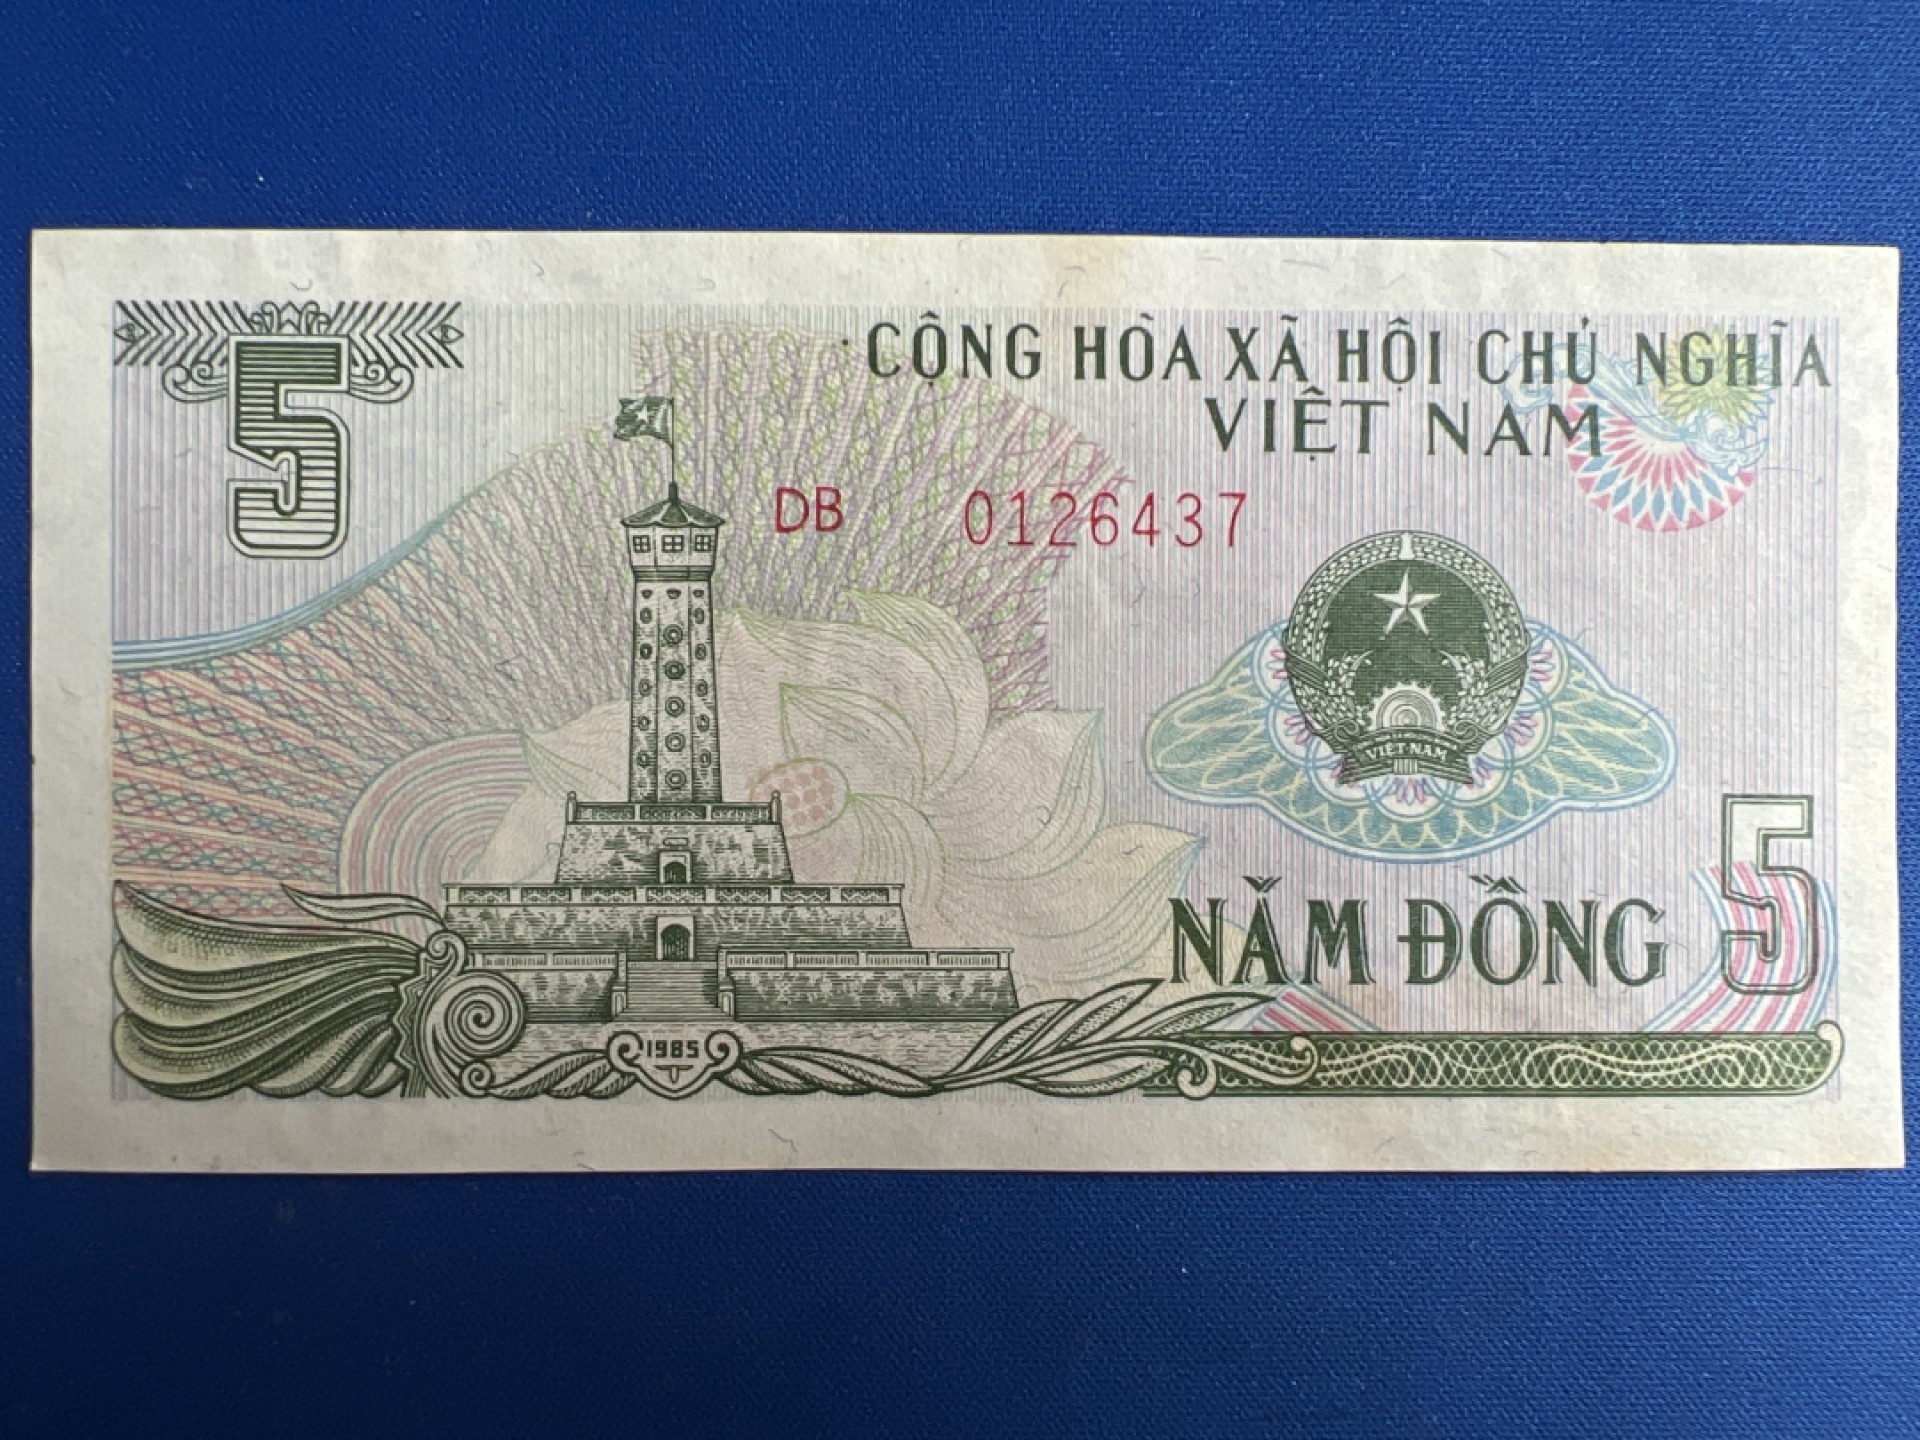 5
CỘNG HÒA XÃ HỘI CHỦ NGHĨA
VIỆT NAM
DB 0126437
VIỆT NAM
NĂM ĐỒNG 5
1985